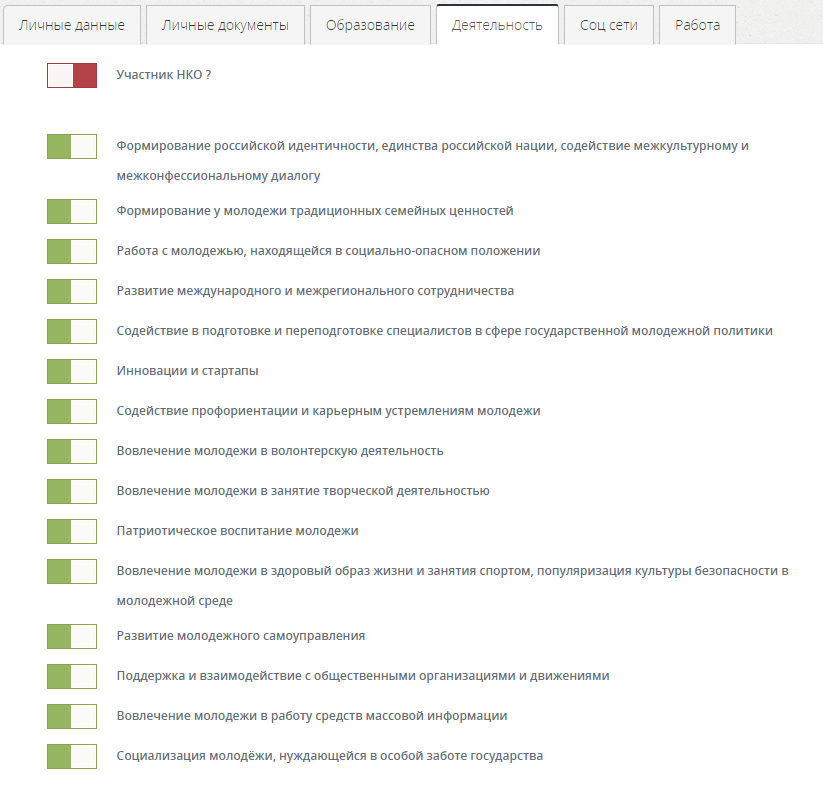 Личные данные
Личные документы
Образование
Деятельность
Соц сети
Работа
Участник НКО ?
Формирование российской идентичности, единства российской нации, содействие межкультурному и
межконфессиональному диалогу
Формирование у молодежи традиционных семейных ценностей
Работа с молодежью, находящейся в социально-опасном положении
Развитие международного и межрегионального сотрудничества
Содействие в подготовке и переподготовке специалистов в сфере государственной молодежной политики
Инновации и стартапы
Содействие профориентации и карьерным устремлениям молодежи
Вовлечение молодежи в волонтерскую деятельность
Вовлечение молодежи в занятие творческой деятельностью
Патриотическое воспитание молодежи
Вовлечение молодежи в здоровый образ жизни и занятия спортом, популяризация культуры безопасности в
молодежной среде
Развитие молодежного самоуправления
Поддержка и взаимодействие с общественными организациями и движениями
Вовлечение молодежи в работу средств массовой информации
Социализация молодёжи, нуждающейся в особой заботе государства